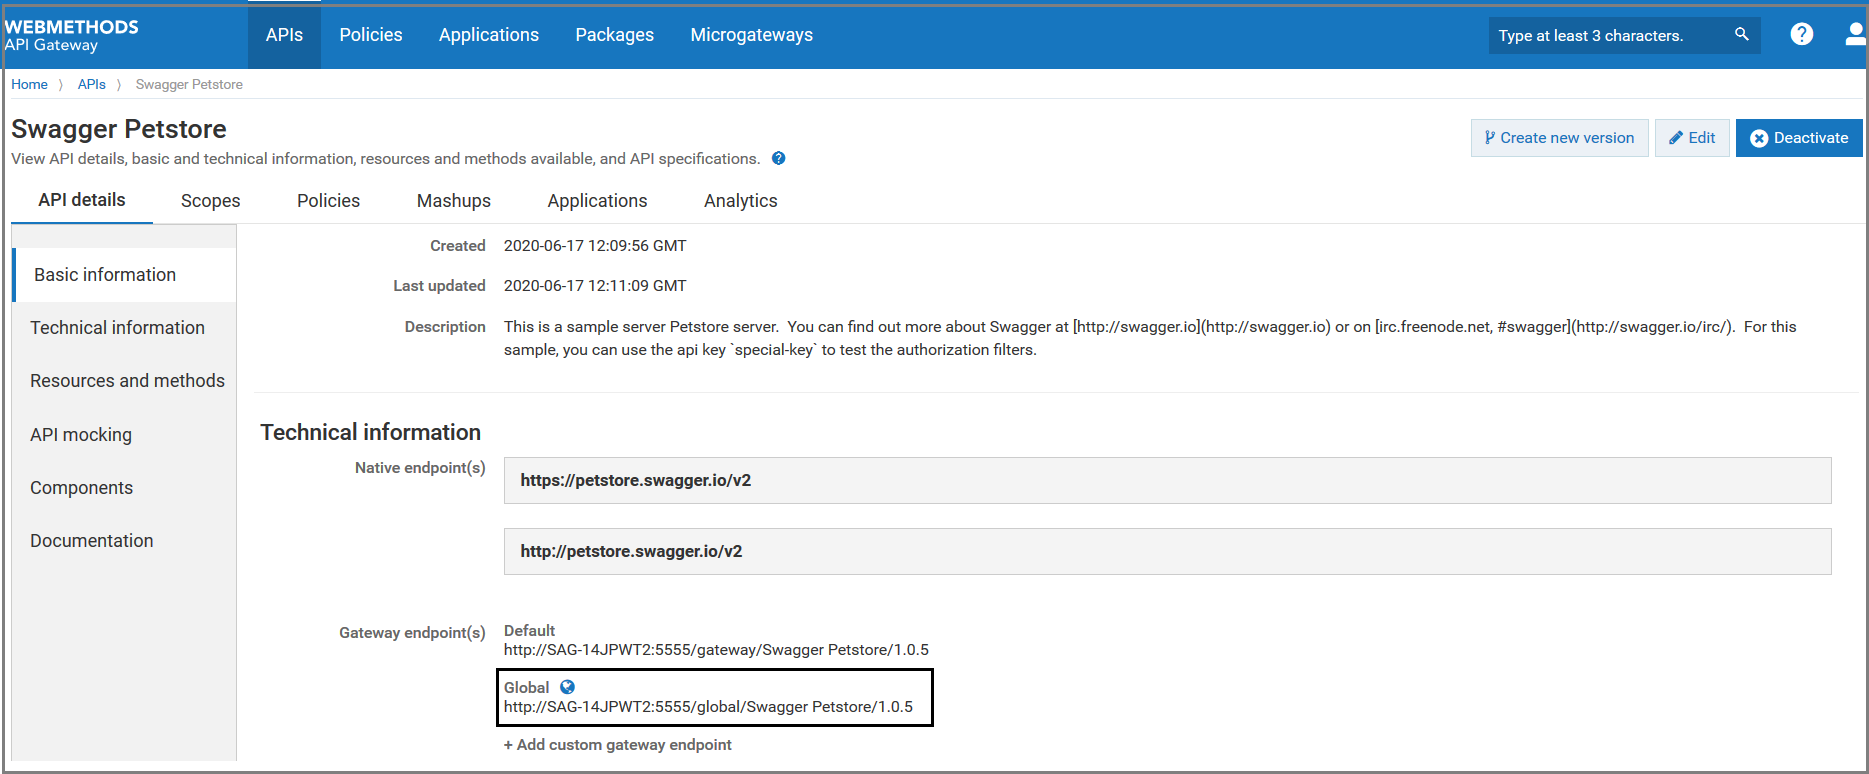 WEBMETHODS
API Gateway
APIs Policies Applications Packages Microgateways
Type at least 3 characters.
Home 〉 APIs 〉 Swagger Petstore
Swagger Petstore
View API details, basic and technical information, resources and methods available, and API specifications.
Create new version Edit Deactivate
API details Scopes Policies Mashups Applications Analytics
Basic information
Technical information
Resources and methods
API mocking
Components
Documentation
Created 2020-06-17 12:09:56 GMT
Last updated 2020-06-17 12:11:09 GMT
Description This is a sample server Petstore server. You can find out more about Swagger at [http://swagger.io](http://swagger.io) or on [irc.freenode.net, #swagger](http://swagger.io/irc/). For this
sample, you can use the api key `special-key` to test the authorization filters.
Technical information
Native endpoint(s) https://petstore.swagger.io/v2
http://petstore.swagger.io/v2
Gateway endpoint(s) Default
http://SAG-14JPWT2:5555/gateway/Swagger Petstore/1.0.5
Global
http://SAG-14JPWT2:5555/global/Swagger Petstore/1.0.5
+ Add custom gateway endpoint